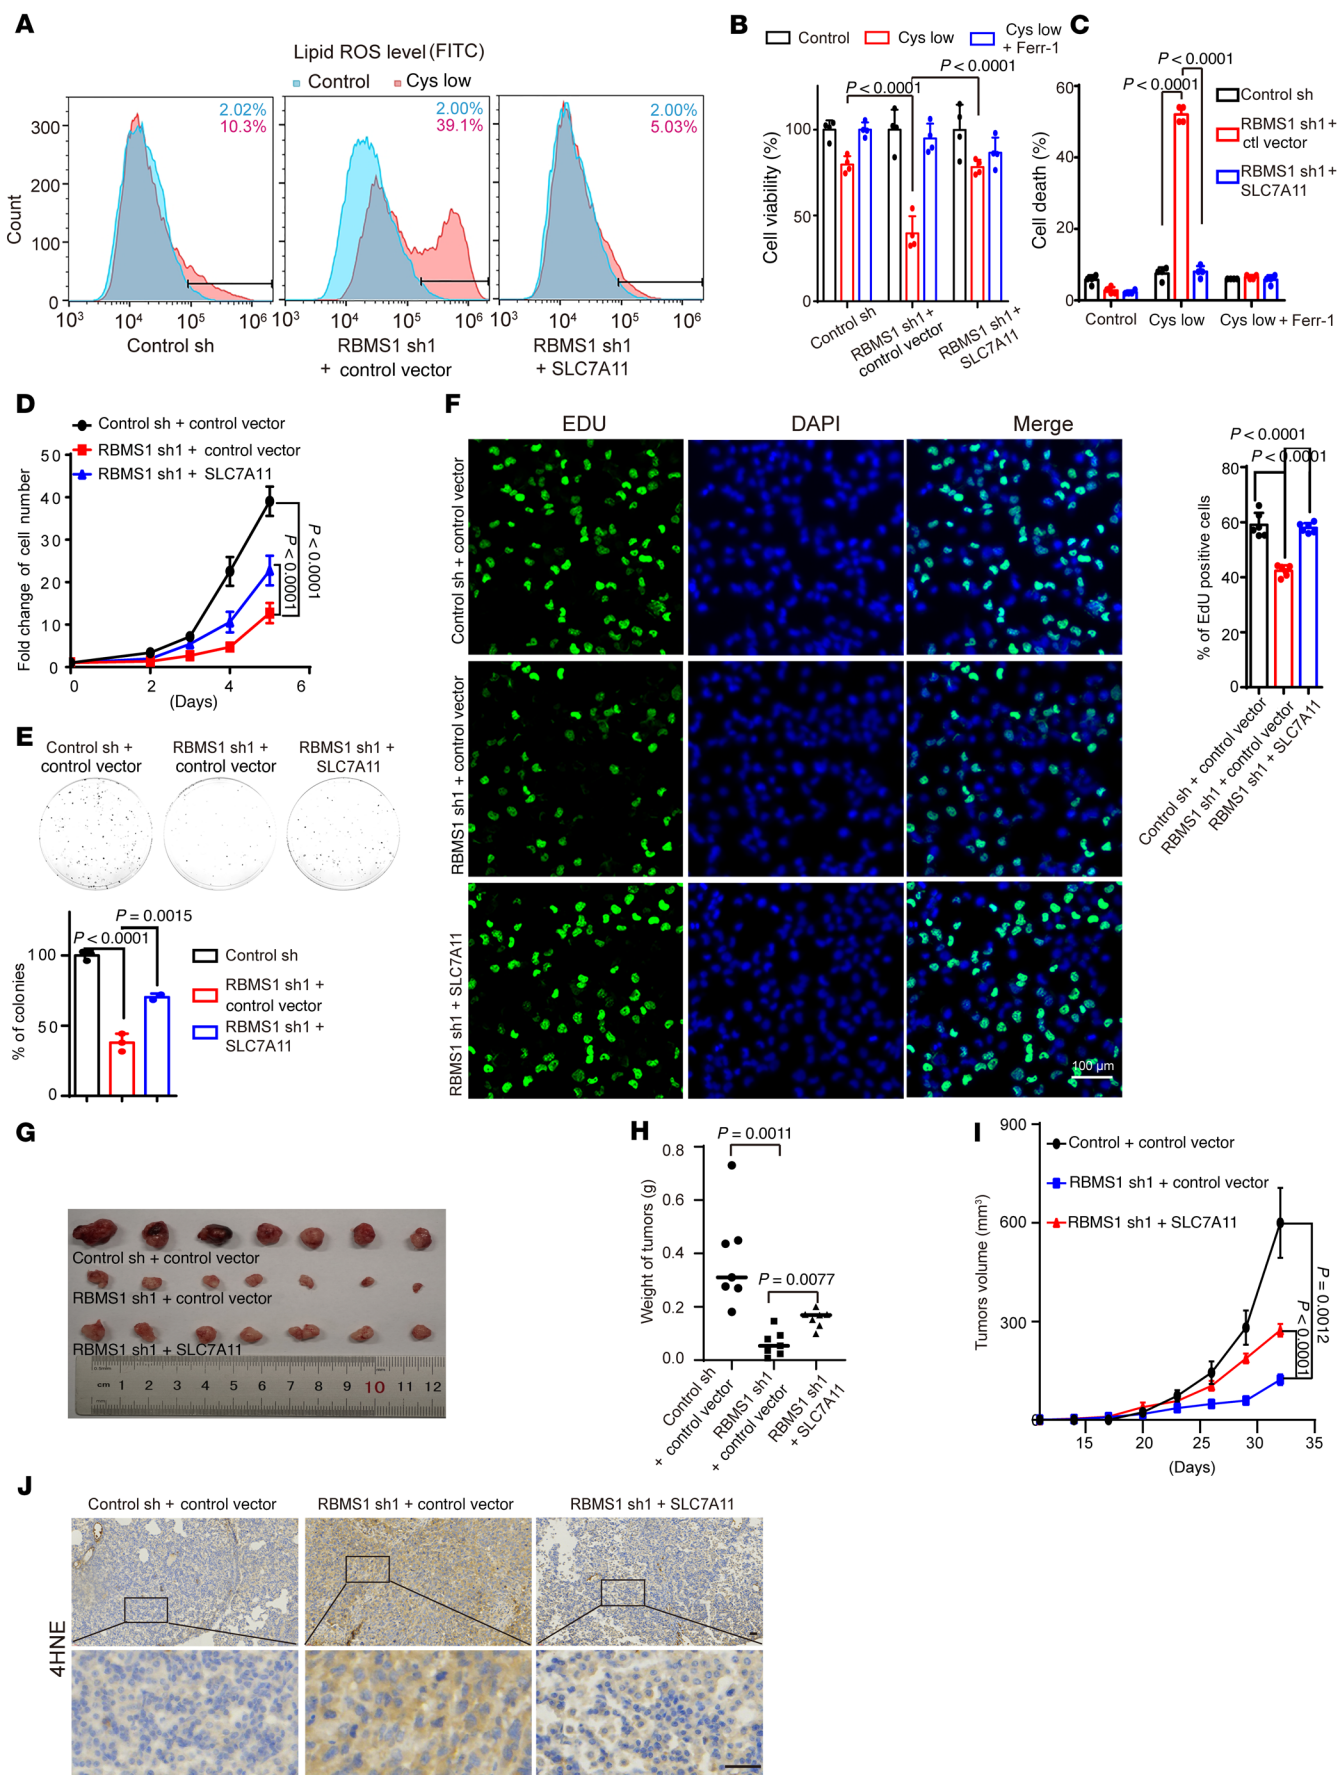 A
Lipid ROS level (FITC)
Control
Cys low
2.02%
10.3%
2.00%
39.1%
2.00%
5.03%
Count
300
200
100
0
10³ 10⁴ 10⁵ 10⁶
10³ 10⁴ 10⁵ 10⁶
10³ 10⁴ 10⁵ 10⁶
Control sh
RBMS1 sh1
+ control vector
RBMS1 sh1
+ SLC7A11
B
Control
Cys low
Cys low
+ Ferr-1
P < 0.0001
P < 0.0001
Cell viability (%)
100
50
0
Control sh
RBMS1 sh1+
control vector
RBMS1 sh1+
SLC7A11
C
P < 0.0001
P < 0.0001
Cell death (%)
60
40
20
0
Control sh
RBMS1 sh1+
ctl vector
RBMS1 sh1+
SLC7A11
Control
Cys low
Cys low + Ferr-1
D
Control sh + control vector
RBMS1 sh1 + control vector
RBMS1 sh1 + SLC7A11
Fold change of cell number
50
40
30
20
10
0
0 2 4 6
(Days)
P < 0.0001
P < 0.0001
E
Control sh +
control vector
RBMS1 sh1 +
control vector
RBMS1 sh1 +
SLC7A11
P = 0.0015
P < 0.0001
% of colonies
100
50
0
Control sh
RBMS1 sh1 +
control vector
RBMS1 sh1 +
SLC7A11
F
EDU
DAPI
Merge
Control sh + control vector
RBMS1 sh1 + control vector
RBMS1 sh1 + SLC7A11
100 µm
P < 0.0001
P < 0.0001
% of EdU positive cells
80
60
40
20
0
Control sh + control vector
RBMS1 sh1 + control vector
RBMS1 sh1 + SLC7A11
G
Control sh + control vector
RBMS1 sh1 + control vector
RBMS1 sh1 + SLC7A11
cm 1 2 3 4 5 6 7 8 9 10 11 12
H
P = 0.0011
P = 0.0077
Weight of tumors (g)
0.8
0.6
0.4
0.2
0.0
Control sh
+ control vector
RBMS1 sh1
+ control vector
RBMS1 sh1
+ SLC7A11
I
Control + control vector
RBMS1 sh1 + control vector
RBMS1 sh1 + SLC7A11
Tumors volume (mm³)
900
600
300
0
15 20 25 30 35
(Days)
P = 0.0012
P < 0.0001
J
Control sh + control vector
RBMS1 sh1 + control vector
RBMS1 sh1 + SLC7A11
4HNE